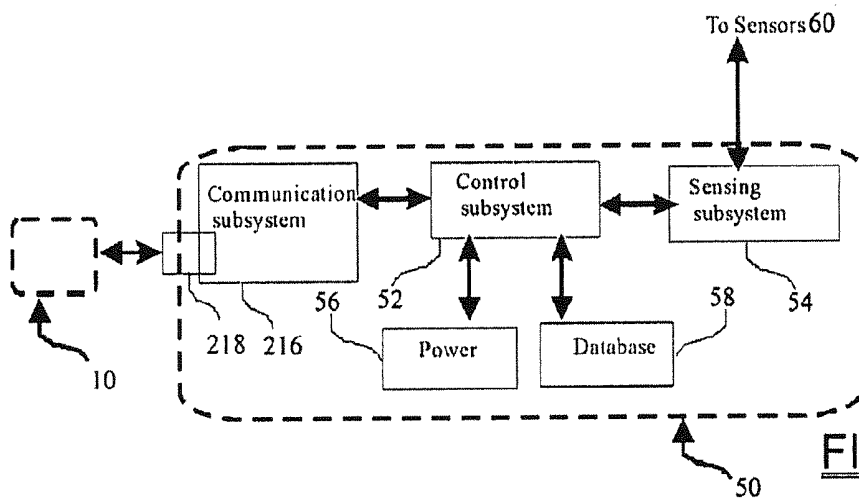 To Sensors 60
Communication
subsystem
Control
subsystem
Sensing
subsystem
218
216
56
52
58
54
10
Power
Database
50
FI